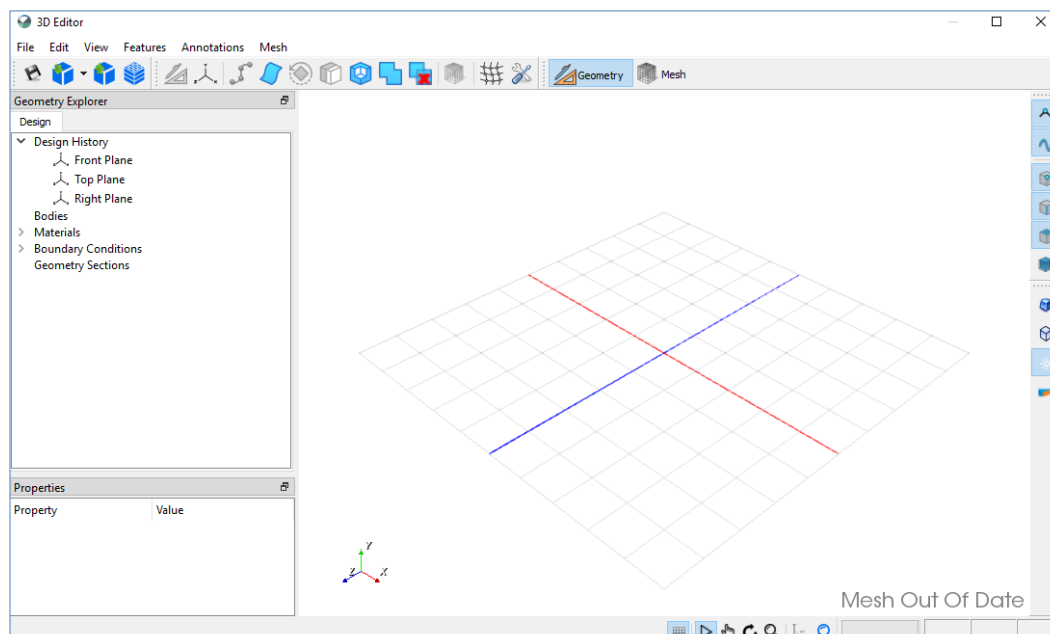 3D Editor
File Edit View Features Annotations Mesh
Geometry Mesh
Geometry Explorer
Design
Design History
Front Plane
Top Plane
Right Plane
Bodies
Materials
Boundary Conditions
Geometry Sections
Properties
Property Value
Y
Z X
Mesh Out Of Date